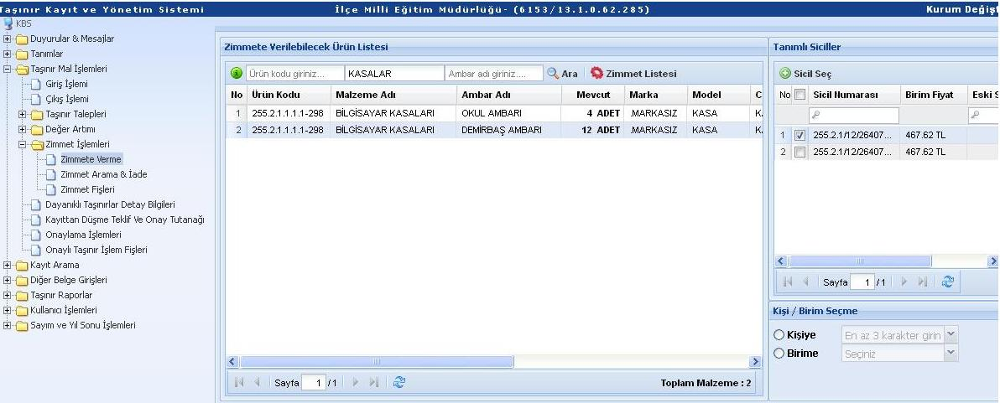 Taşınır Kayıt ve Yönetim Sistemi
İlçe Milli Eğitim Müdürlüğü- (6153/13.1.0.62.285)
Kurum Değişt
KBS
Duyurular & Mesajlar
Tanımlar
Taşınır Mal İşlemleri
Giriş İşlemi
Çıkış İşlemi
Taşınır Talepleri
Değer Artımı
Zimmet İşlemleri
Zimmete Verme
Zimmet Arama & İade
Zimmet Fişleri
Dayanıklı Taşınırlar Detay Bilgileri
Kayıttan Düşme Teklif Ve Onay Tutanağı
Onaylama İşlemleri
Onaylı Taşınır İşlem Fişleri
Kayıt Arama
Diğer Belge Girişleri
Taşınır Raporlar
Kullanıcı İşlemleri
Sayım ve Yıl Sonu İşlemleri
Zimmete Verilebilecek Ürün Listesi
Ürün kodu giriniz... KASALAR Ambar adı giriniz.... Ara Zimmet Listesi
No Ürün Kodu Malzeme Adı Ambar Adı Mevcut Marka Model C
1 255.2.1.1.1.1-298 BİLGİSAYAR KASALARI OKUL AMBARI 4 ADET .MARKASIZ KASA K
2 255.2.1.1.1.1-298 BİLGİSAYAR KASALARI DEMİRBAŞ AMBARI 12 ADET .MARKASIZ KASA K
Sayfa 1 /1 Toplam Malzeme : 2
Tanımlı Siciller
Sicil Seç
No Sicil Numarası Birim Fiyat Eski S
1 255.2.1/12/26407... 467.62 TL
2 255.2.1/12/26407... 467.62 TL
Sayfa 1 /1
Kişi / Birim Seçme
Kişiye En az 3 karakter girin
Birime Seçiniz